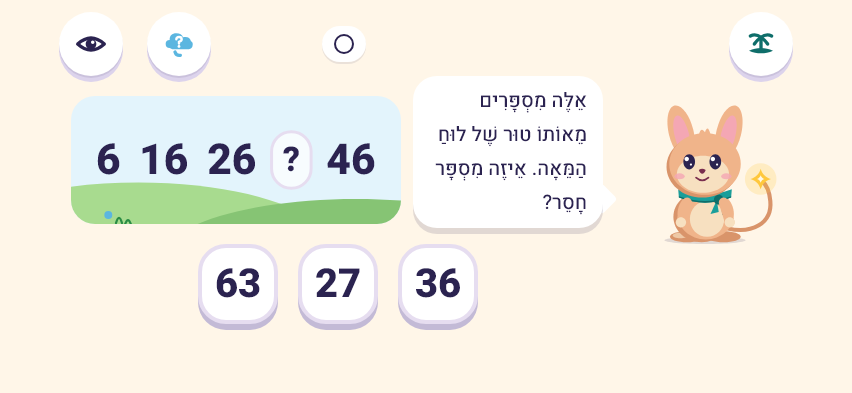 ?
6 16 26 ? 46
אֵלֶּה מִסְפָּרִים
מֵאוֹתוֹ טוּר שֶׁל לוּחַ
הַמֵּאָה. אֵיזֶה מִסְפָּר
חָסֵר?
63 27 36